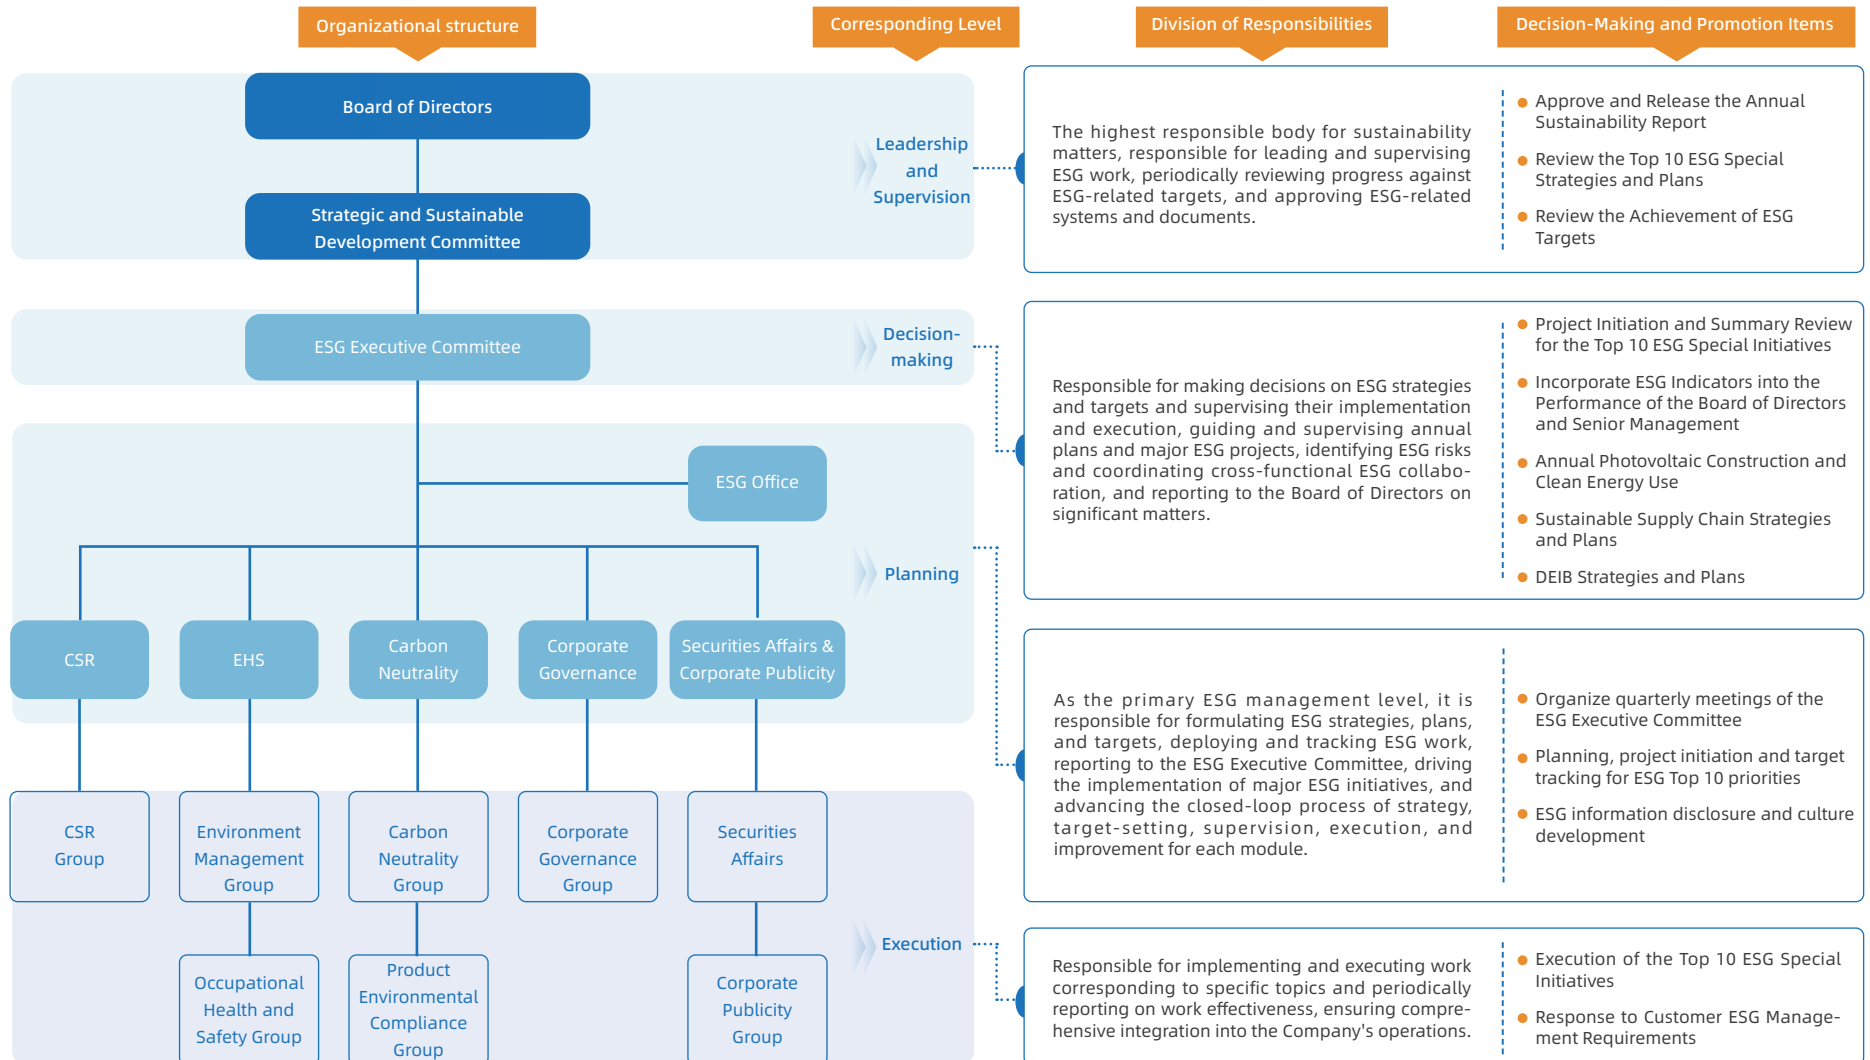 Organizational structure
Corresponding Level
Division of Responsibilities
Decision-Making and Promotion Items
Board of Directors
Strategic and Sustainable
Development Committee
Leadership
and
Supervision
The highest responsible body for sustainability
matters, responsible for leading and supervising
ESG work, periodically reviewing progress against
ESG-related targets, and approving ESG-related
systems and documents.
Approve and Release the Annual
Sustainability Report
Review the Top 10 ESG Special
Strategies and Plans
Review the Achievement of ESG
Targets
ESG Executive Committee
Decision-
making
Responsible for making decisions on ESG strategies
and targets and supervising their implementation
and execution, guiding and supervising annual
plans and major ESG projects, identifying ESG risks
and coordinating cross-functional ESG collabo-
ration, and reporting to the Board of Directors on
significant matters.
Project Initiation and Summary Review
for the Top 10 ESG Special Initiatives
Incorporate ESG Indicators into the
Performance of the Board of Directors
and Senior Management
Annual Photovoltaic Construction and
Clean Energy Use
Sustainable Supply Chain Strategies
and Plans
DEIB Strategies and Plans
ESG Office
CSR
EHS
Carbon
Neutrality
Corporate
Governance
Securities Affairs &
Corporate Publicity
Planning
As the primary ESG management level, it is
responsible for formulating ESG strategies, plans,
and targets, deploying and tracking ESG work,
reporting to the ESG Executive Committee, driving
the implementation of major ESG initiatives, and
advancing the closed-loop process of strategy,
target-setting, supervision, execution, and
improvement for each module.
Organize quarterly meetings of the
ESG Executive Committee
Planning, project initiation and target
tracking for ESG Top 10 priorities
ESG information disclosure and culture
development
CSR
Group
Environment
Management
Group
Carbon
Neutrality
Group
Corporate
Governance
Group
Securities
Affairs
Occupational
Health and
Safety Group
Product
Environmental
Compliance
Group
Corporate
Publicity
Group
Execution
Responsible for implementing and executing work
corresponding to specific topics and periodically
reporting on work effectiveness, ensuring compre-
hensive integration into the Company's operations.
Execution of the Top 10 ESG Special
Initiatives
Response to Customer ESG Manage-
ment Requirements